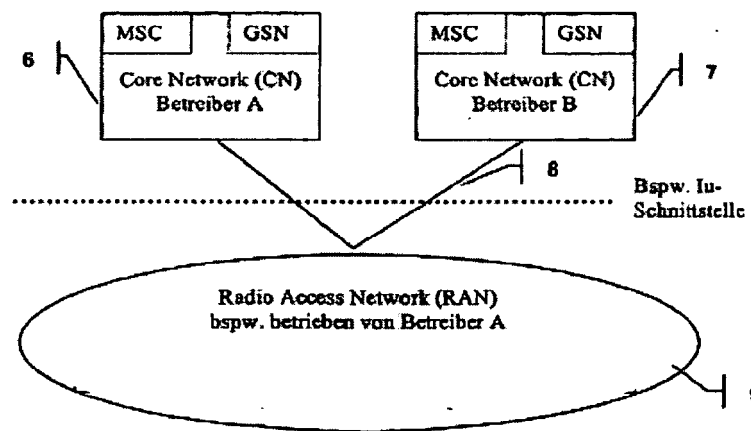 MSC GSN
Core Network (CN)
Betreiber A
6
MSC GSN
Core Network (CN)
Betreiber B
7
8
Bspw. Iu-
Schnittstelle
Radio Access Network (RAN)
bspw. betrieben von Betreiber A